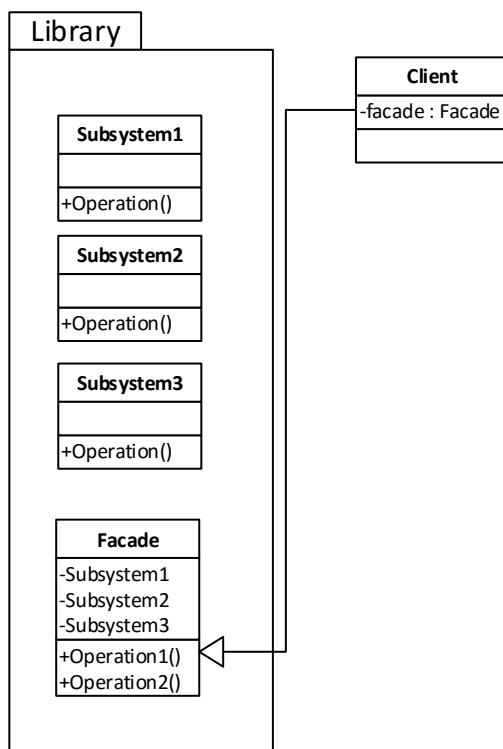 Library
Client
-facade : Facade
Subsystem1
+Operation()
Subsystem2
+Operation()
Subsystem3
+Operation()
Facade
-Subsystem1
-Subsystem2
-Subsystem3
+Operation1()
+Operation2()